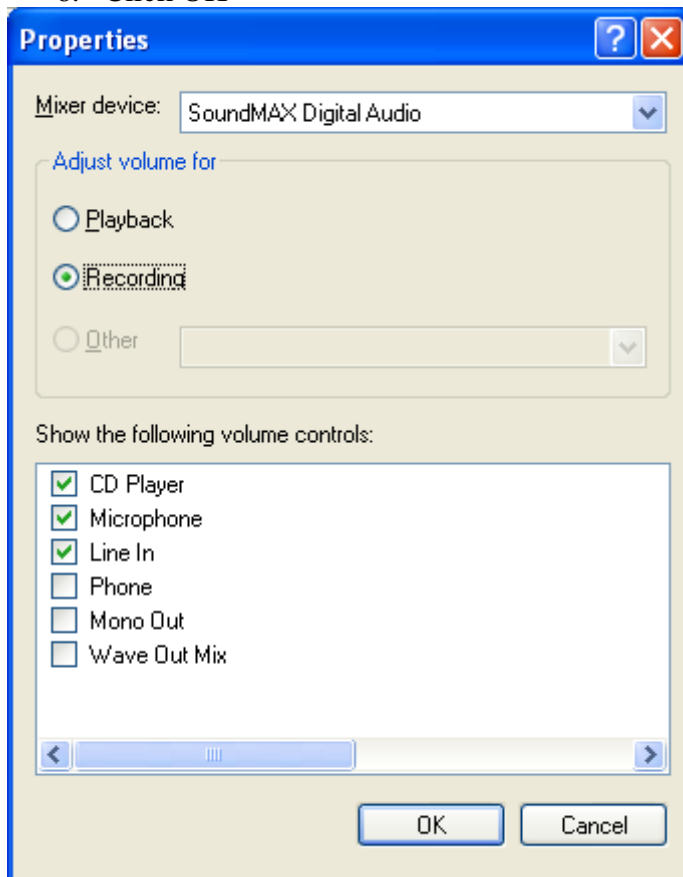 Properties
Mixer device: SoundMAX Digital Audio
Adjust volume for
Playback
Recording
Other
Show the following volume controls:
CD Player
Microphone
Line In
Phone
Mono Out
Wave Out Mix
OK Cancel